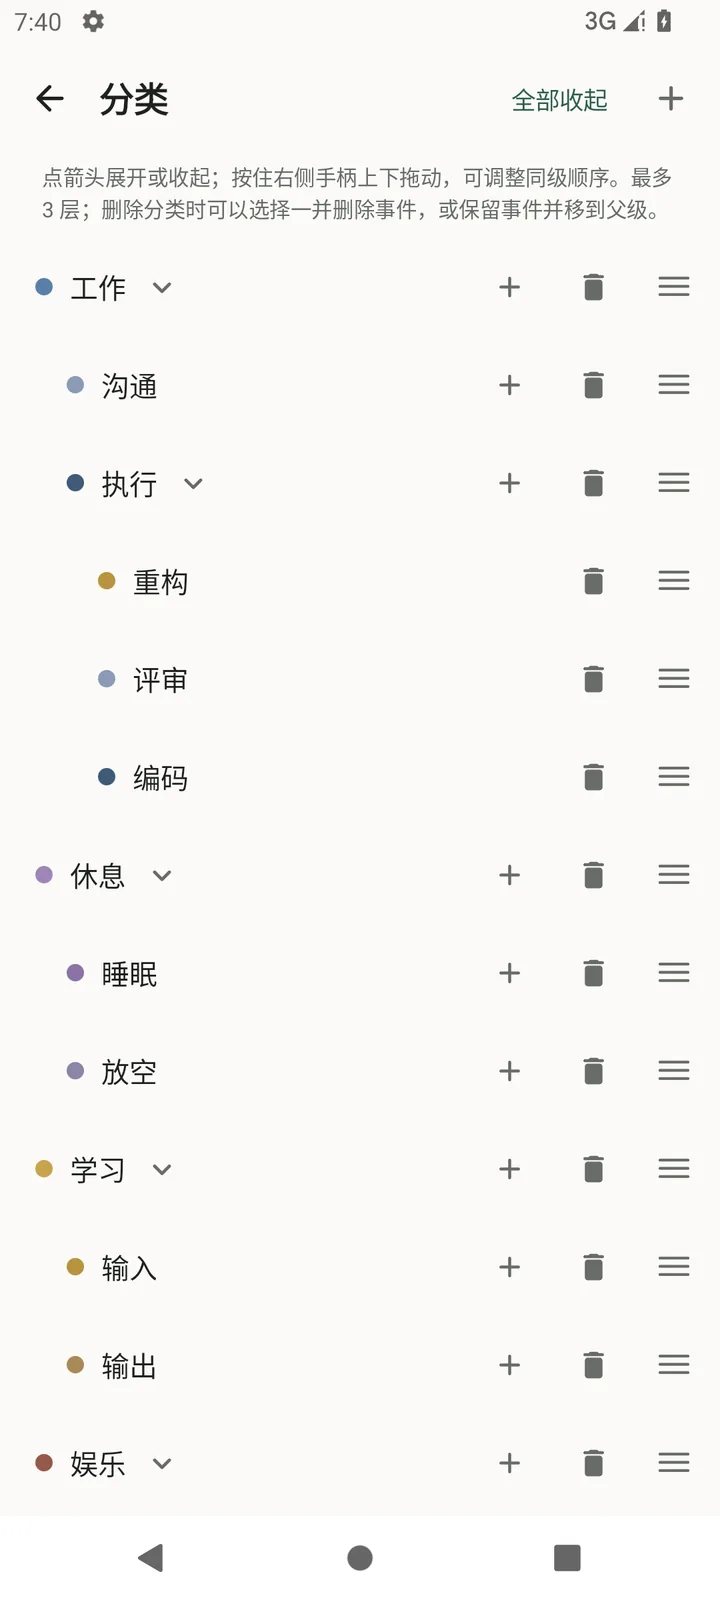 7:40 3G
分类 全部收起
点箭头展开或收起；按住右侧手柄上下拖动，可调整同级顺序。最多
3 层；删除分类时可以选择一并删除事件，或保留事件并移到父级。
工作
沟通
执行
重构
评审
编码
休息
睡眠
放空
学习
输入
输出
娱乐